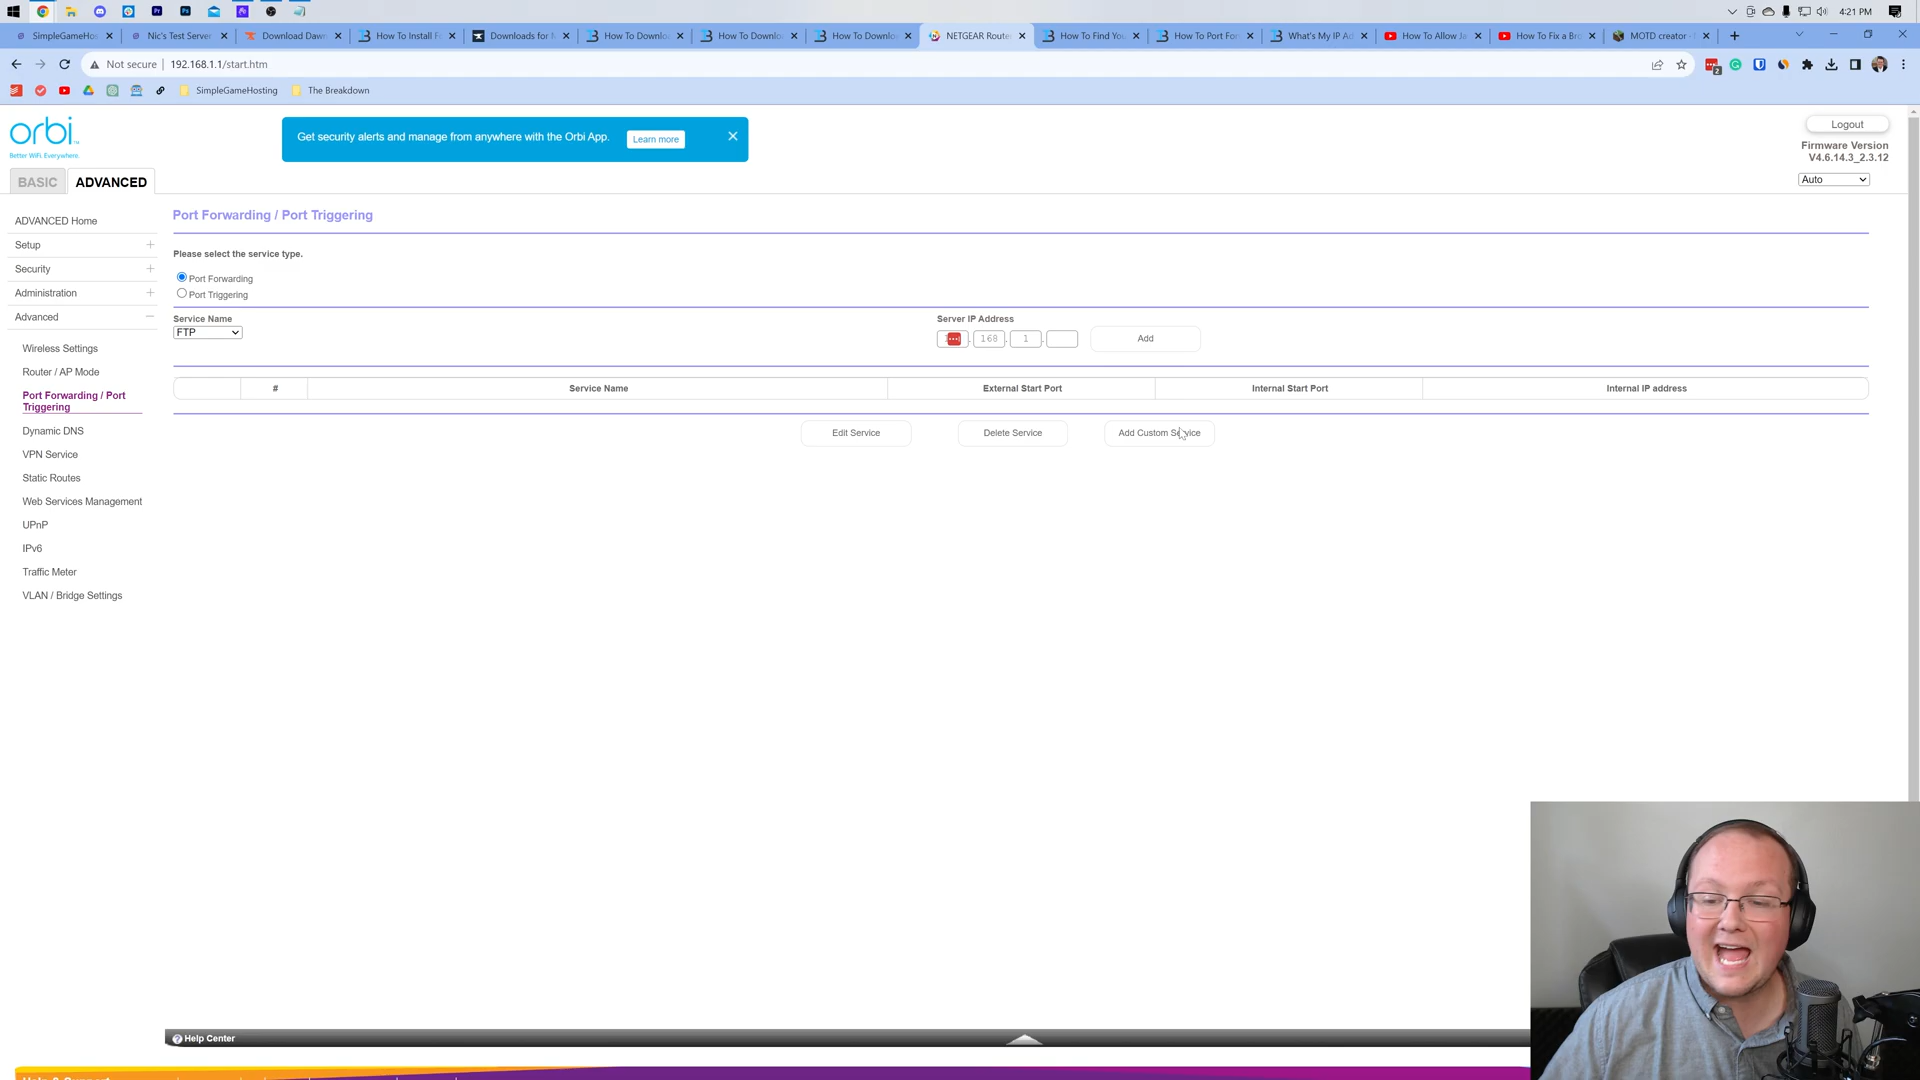 4:21 PM
SimpleGameHos
Nic's Test Server
Download Dawn
How To Install F
Downloads for M
How To Downloa
How To Downlo
How To Downlo
NETGEAR Route
How To Find You
How To Port For
What's My IP Ad
How To Allow Ja
How To Fix a Bro
MOTD creator -
Not secure | 192.168.1.1/start.htm
2
SimpleGameHosting
The Breakdown
orbi
Better WiFi. Everywhere.
Get security alerts and manage from anywhere with the Orbi App.
Learn more
Logout
Firmware Version
V4.6.14.3_2.3.12
Auto
BASIC
ADVANCED
ADVANCED Home
Setup
Security
Administration
Advanced
Wireless Settings
Router / AP Mode
Port Forwarding / Port
Triggering
Dynamic DNS
VPN Service
Static Routes
Web Services Management
UPnP
IPv6
Traffic Meter
VLAN / Bridge Settings
Port Forwarding / Port Triggering
Please select the service type.
Port Forwarding
Port Triggering
Service Name
FTP
Server IP Address
168 . 1 .
Add
# Service Name External Start Port Internal Start Port Internal IP address
Edit Service
Delete Service
Add Custom Service
Help Center